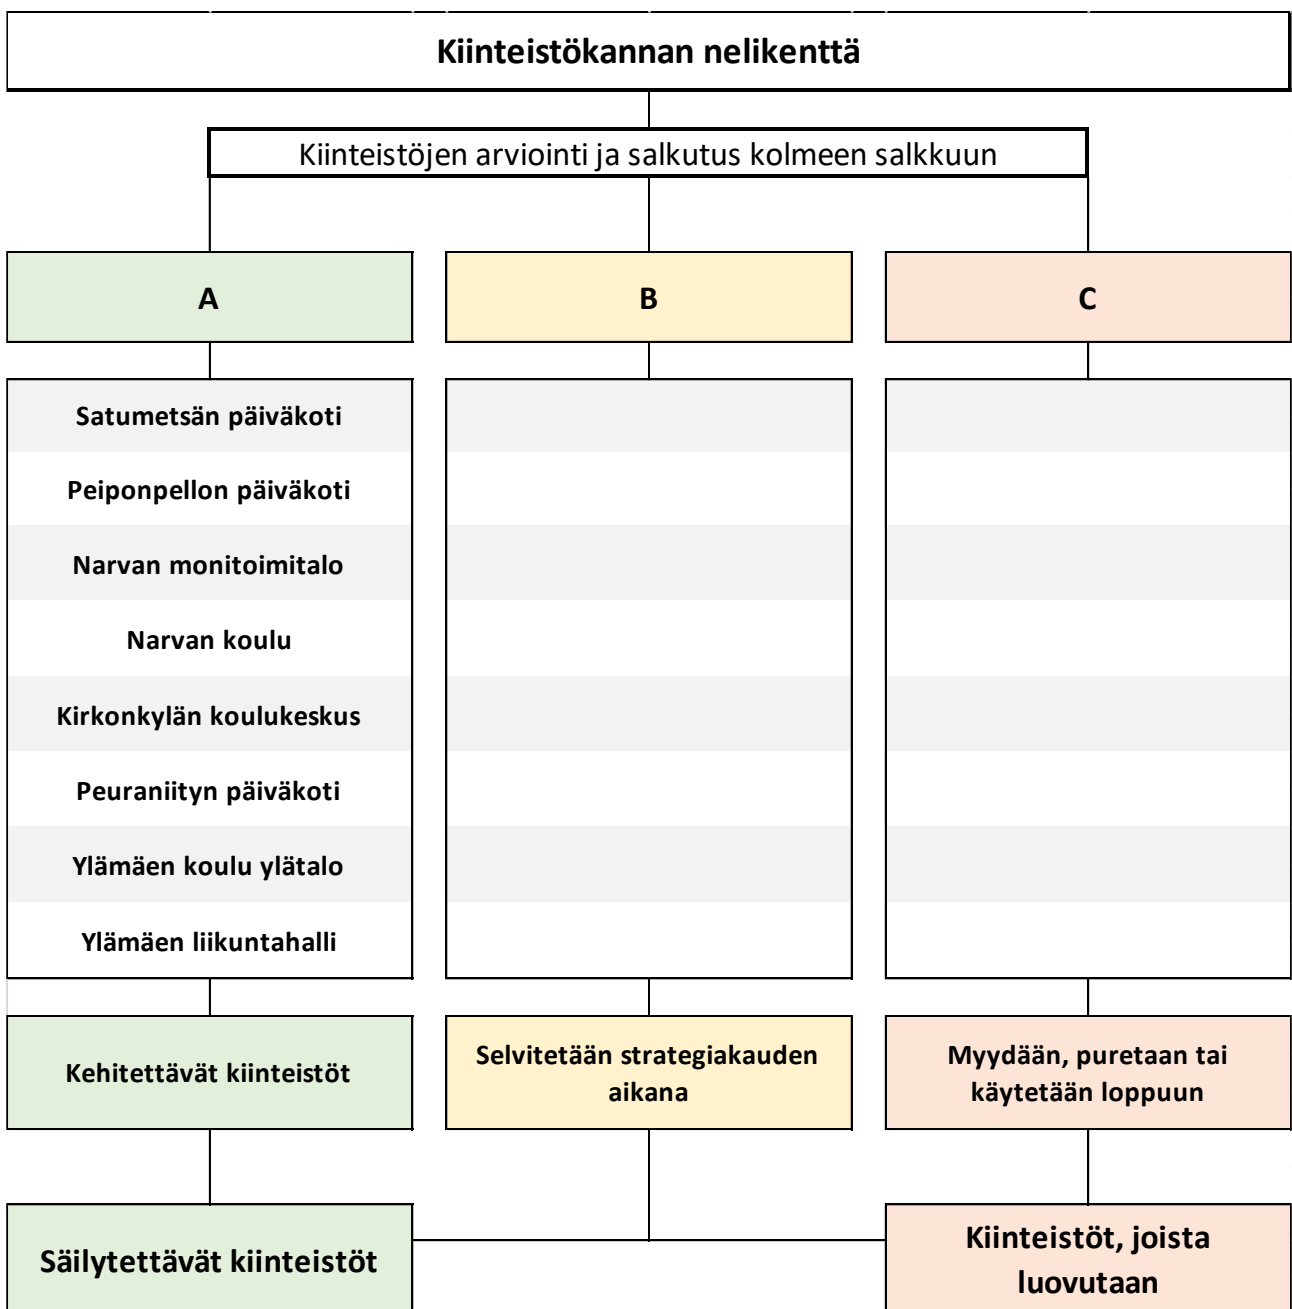 Kiinteistökannan nelikenttä
Kiinteistöjen arviointi ja salkutus kolmeen salkkuun
A
B
C
Satumetsän päiväkoti
Peiponpellon päiväkoti
Narvan monitoimitalo
Narvan koulu
Kirkonkylän koulukeskus
Peuraniityn päiväkoti
Ylämäen koulu ylätalo
Ylämäen liikuntahalli
Kehitettävät kiinteistöt
Selvitetään strategiakauden
aikana
Myydään, puretaan tai
käytetään loppuun
Säilytettävät kiinteistöt
Kiinteistöt, joista
luovutaan